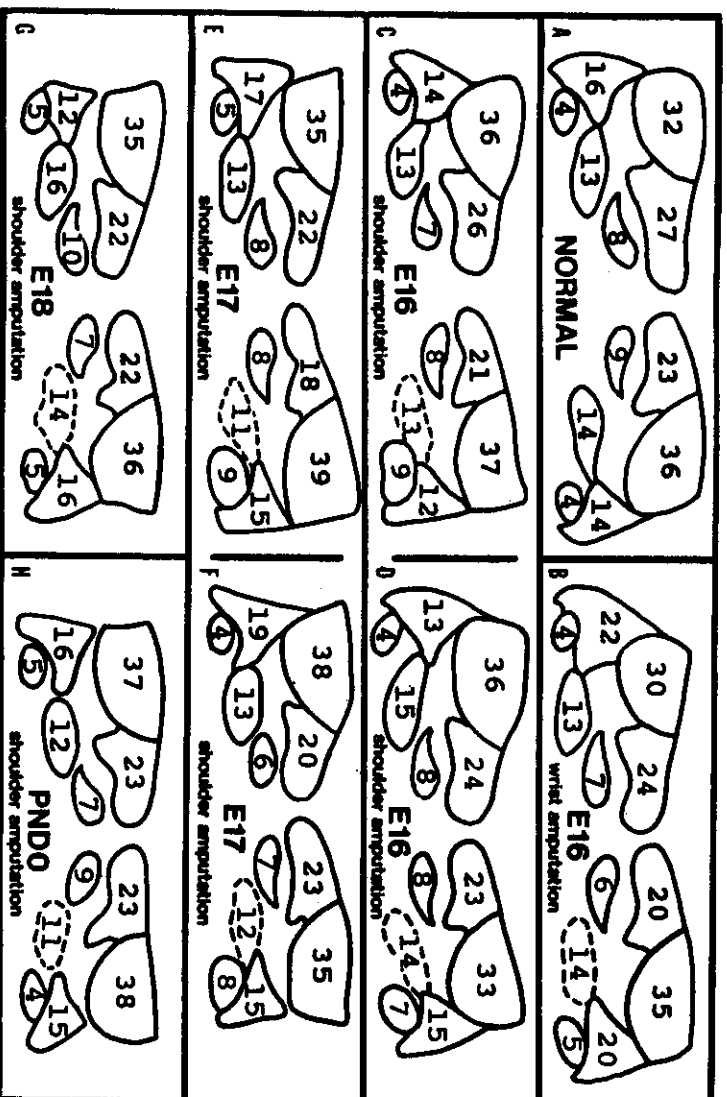 A
32 27 23 36
16 13 8 9 14 14
4 4
NORMAL
B
30 24 20 35
22 13 7 6 14 20
4 5
E16
wrist amputation
C
36 26 21 37
14 13 7 8 13 12
4 9
E16
shoulder amputation
D
36 24 23 33
13 15 8 8 14 15
4 7
E16
shoulder amputation
E
35 22 18 39
17 13 8 8 11 15
5 9
E17
shoulder amputation
F
38 20 23 35
19 13 6 7 12 15
4 8
E17
shoulder amputation
G
35 22 22 36
12 16 10 7 14 16
5 5
E18
shoulder amputation
H
37 23 23 38
16 12 7 9 11 15
5 4
PND0
shoulder amputation